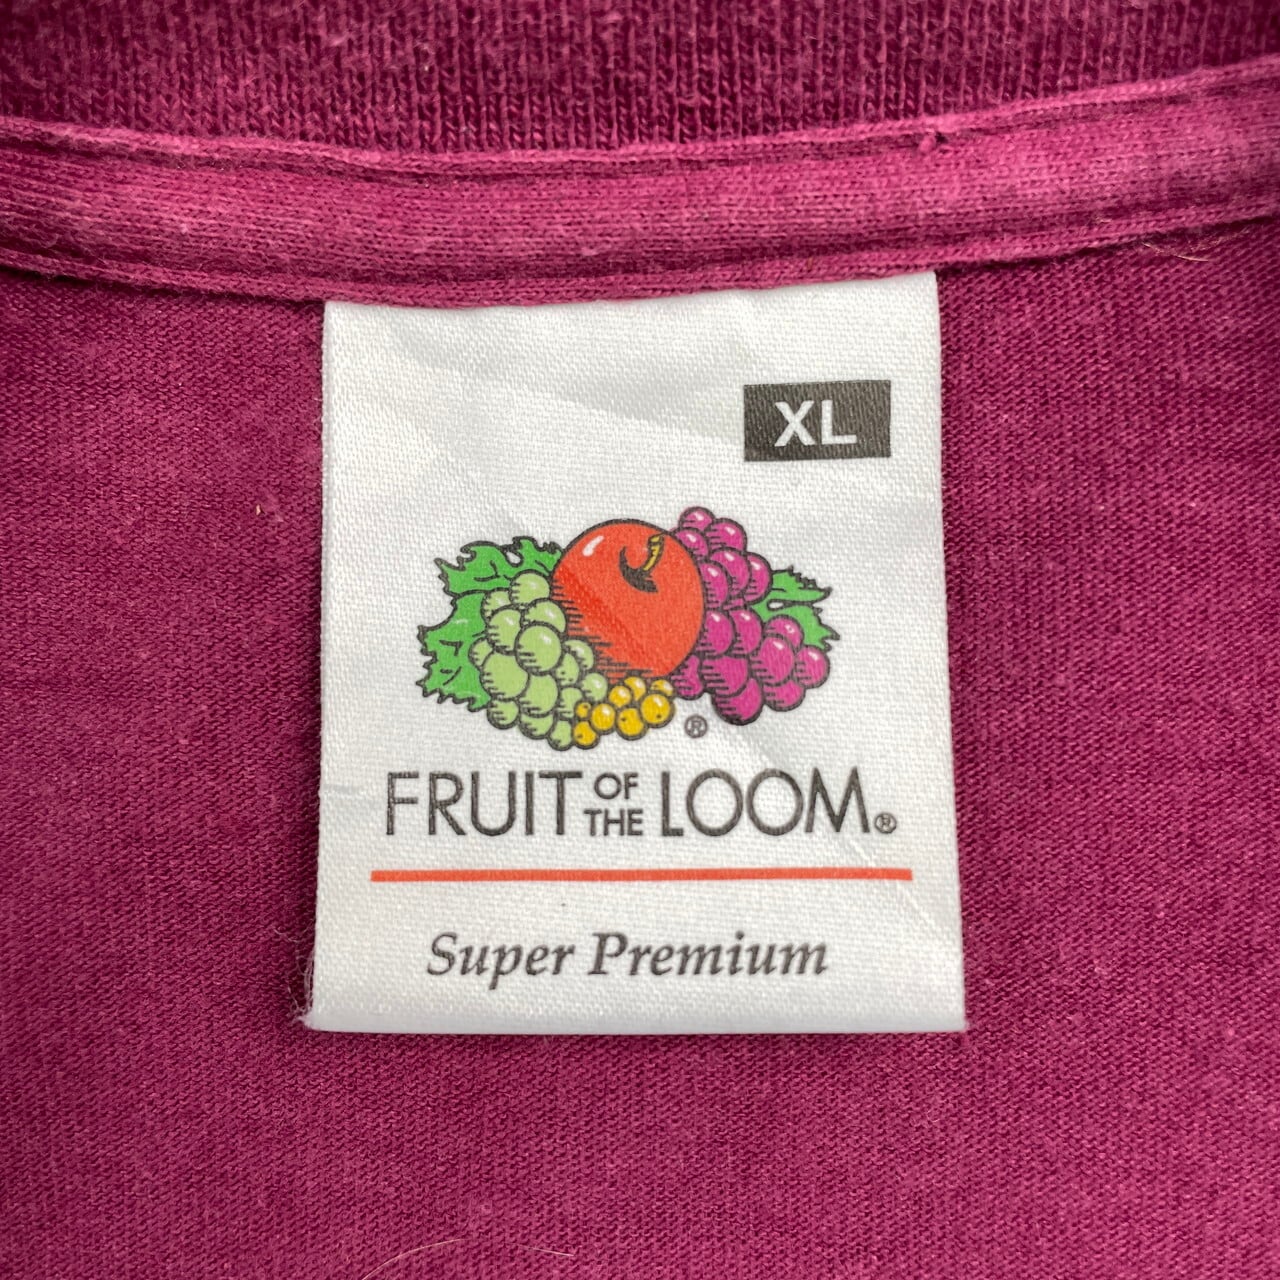 XL
®
FRUIT OF THE LOOM®
Super Premium